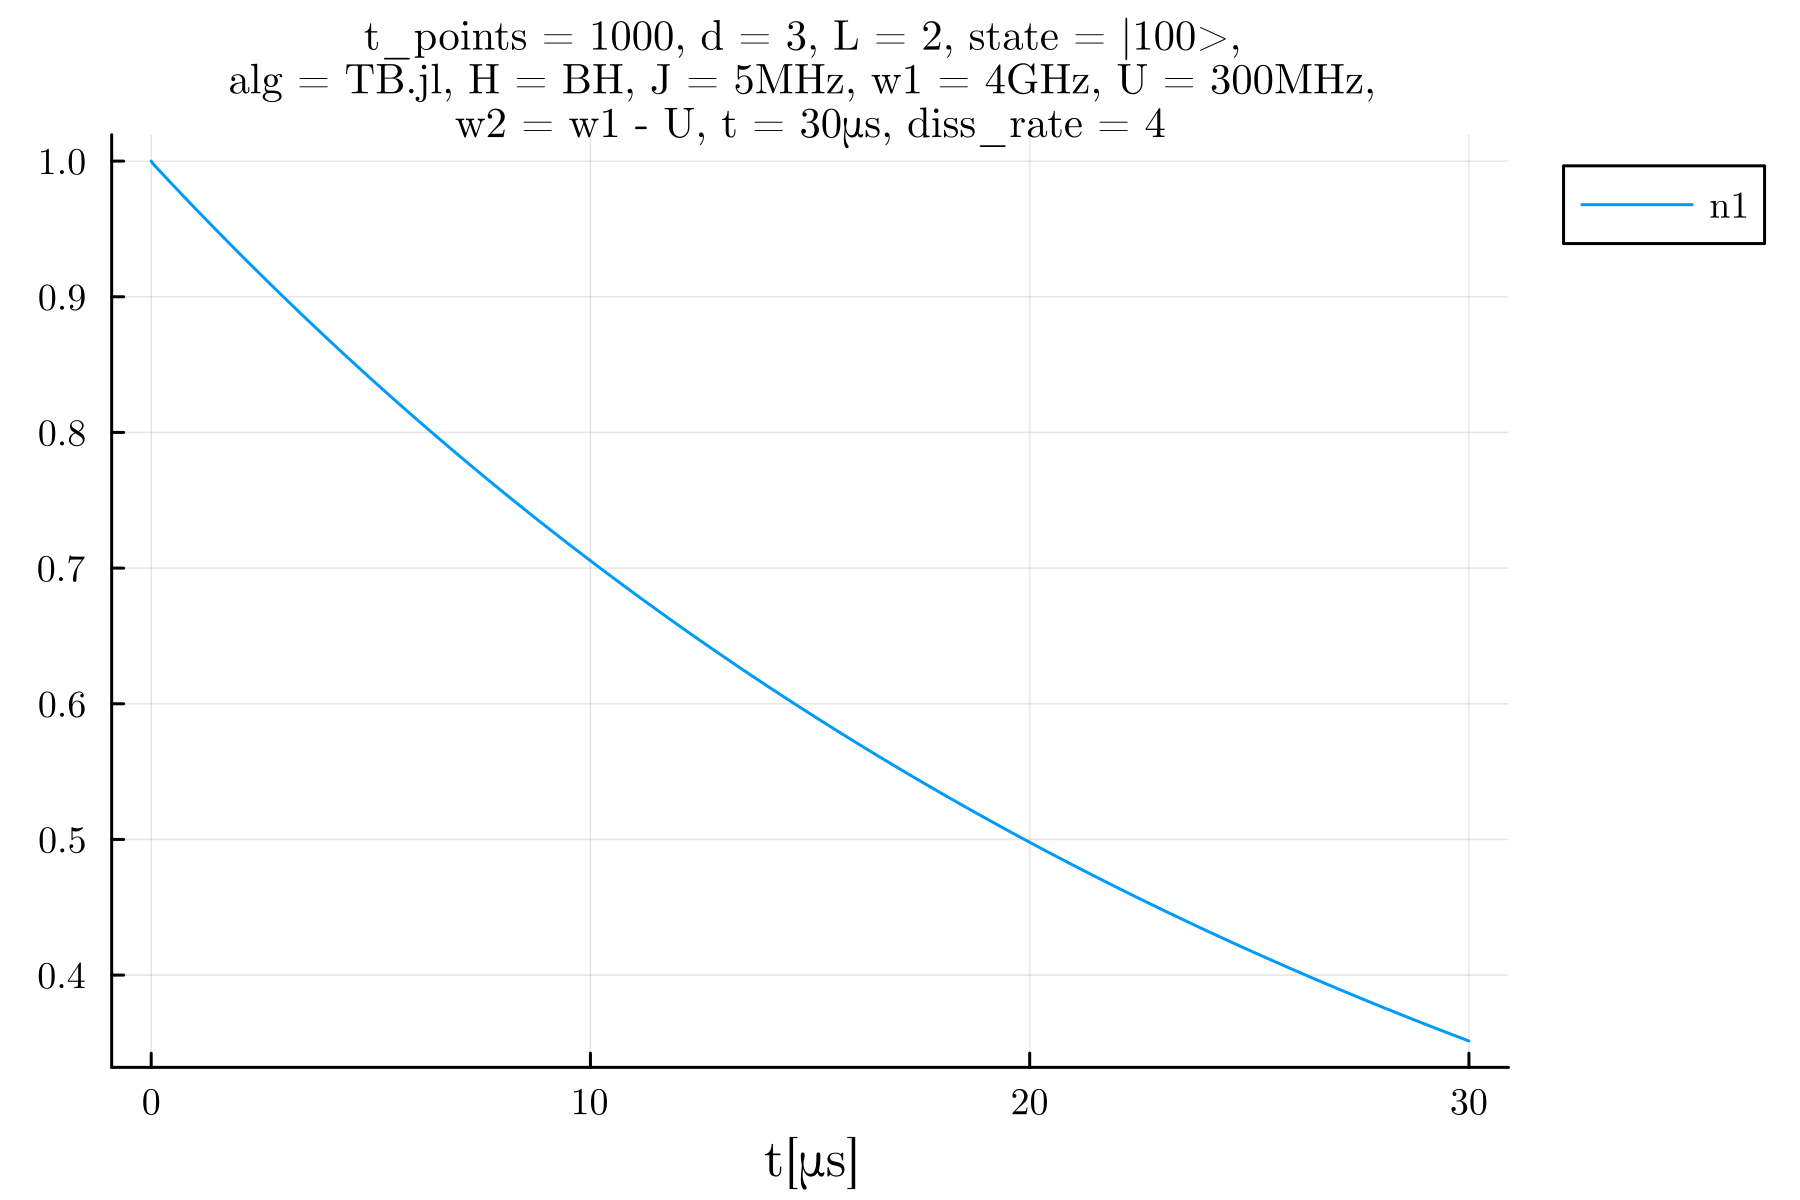 t_points = 1000, d = 3, L = 2, state = |100>,
alg = TB.jl, H = BH, J = 5MHz, w1 = 4GHz, U = 300MHz,
w2 = w1 - U, t = 30μs, diss_rate = 4
1.0
0.9
0.8
0.7
0.6
0.5
0.4
n1
0 10 20 30
t[μs]